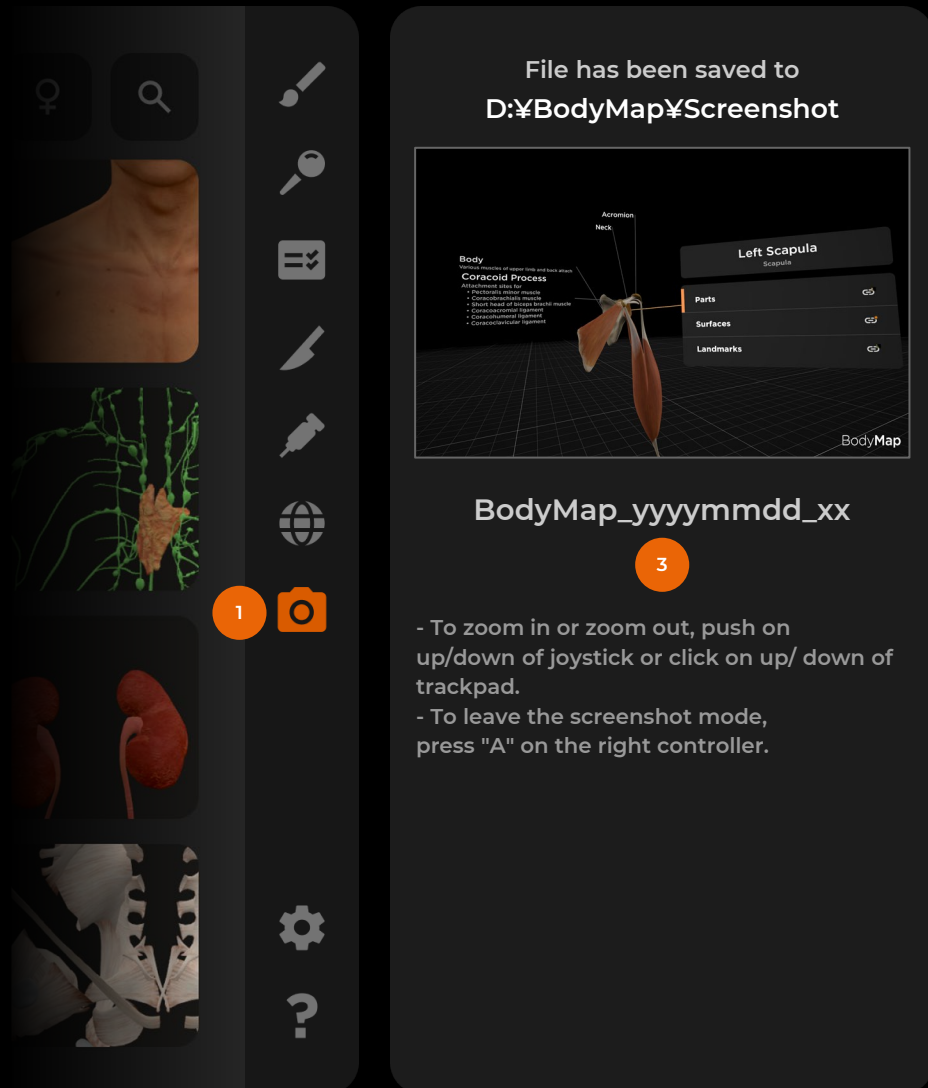 File has been saved to
D:¥BodyMap¥Screenshot
Acromion
Neck
Body
Various muscles of upper limb and back attach
Coracoid Process
Attachment sites for
• Pectoralis minor muscle
• Coracobrachialis muscle
• Short head of biceps brachii muscle
• Coracoacromial ligament
• Coracohumeral ligament
• Coracoclavicular ligament
Left Scapula
Scapula
Parts
Surfaces
Landmarks
BodyMap
BodyMap_yyyymmdd_xx
3
1
- To zoom in or zoom out, push on
up/down of joystick or click on up/ down of
trackpad.
- To leave the screenshot mode,
press "A" on the right controller.